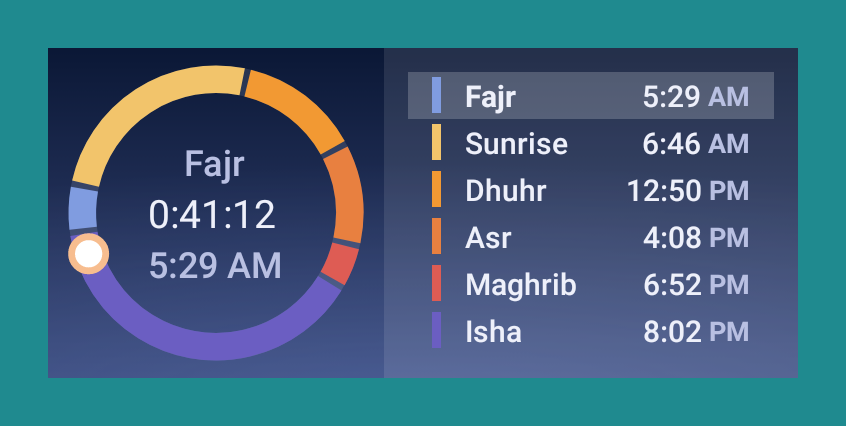 Fajr
0:41:12
5:29 AM
Fajr 5:29 AM
Sunrise 6:46 AM
Dhuhr 12:50 PM
Asr 4:08 PM
Maghrib 6:52 PM
Isha 8:02 PM